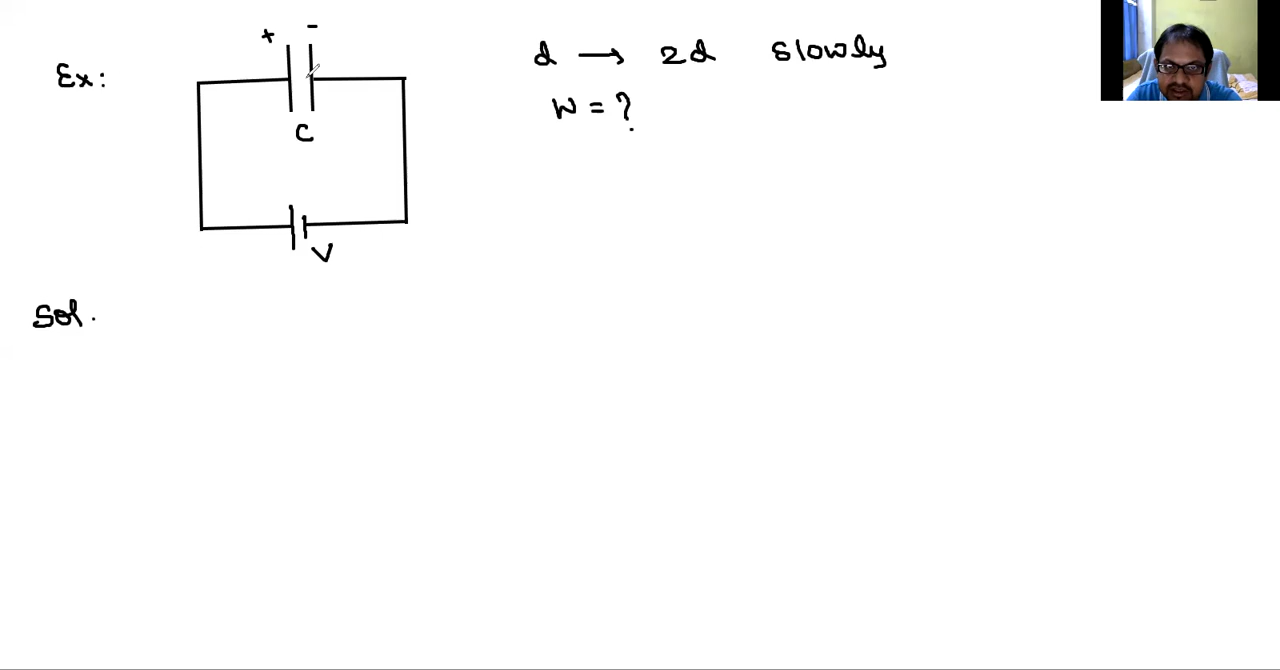 + -
Ex:
d → 2d slowly
W = ?
C
V
Sol.